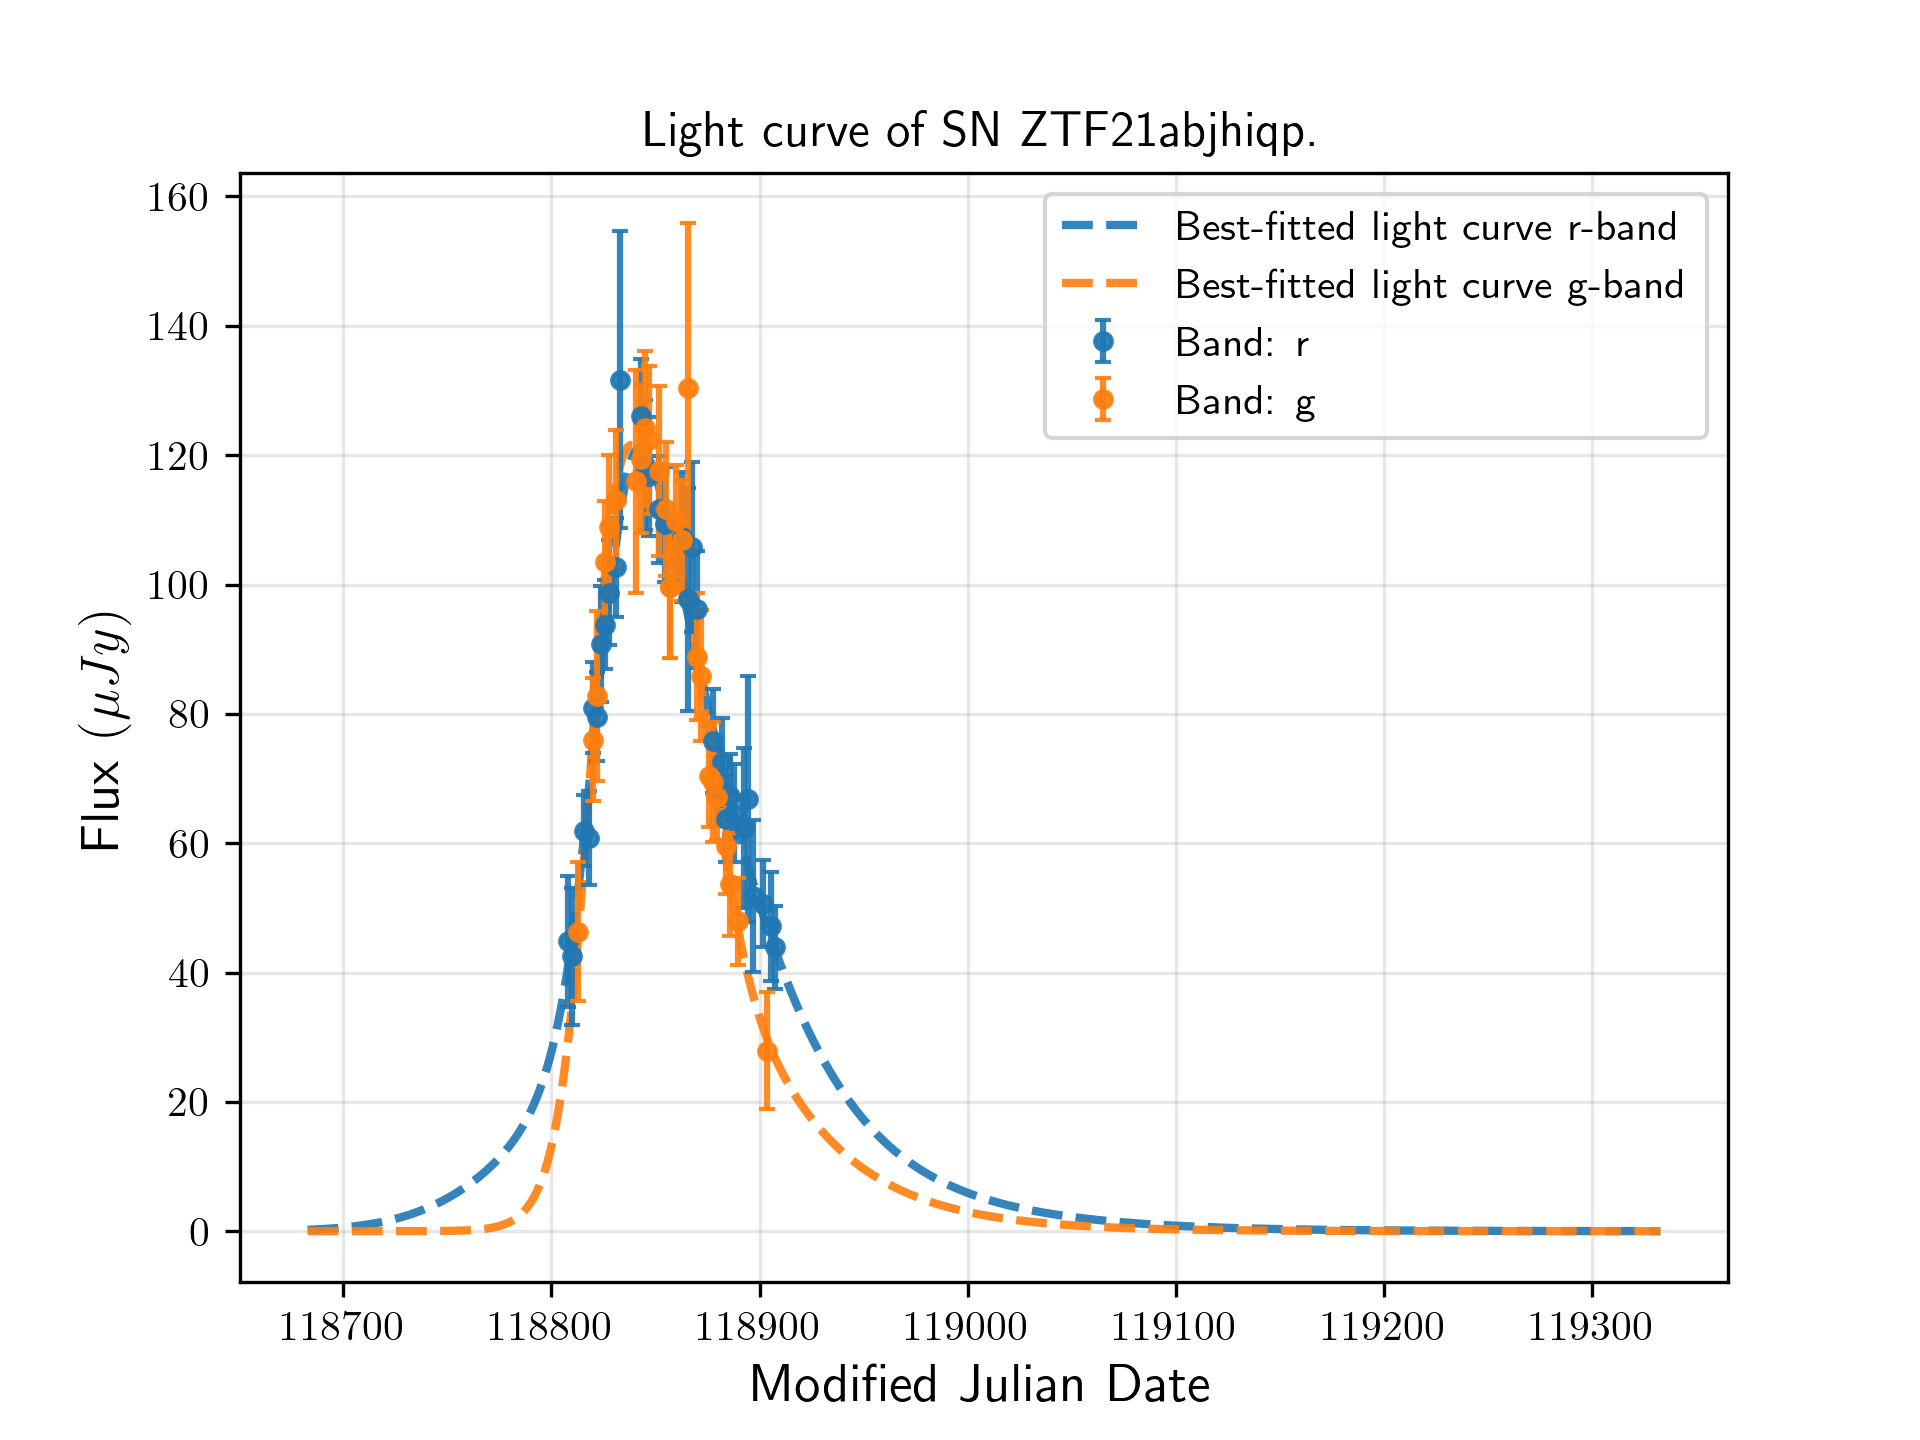 Light curve of SN ZTF21abjhiqp.
160
140
120
100
80
60
40
20
0
Flux (μJy)
Best-fitted light curve r-band
Best-fitted light curve g-band
Band: r
Band: g
118700 118800 118900 119000 119100 119200 119300
Modified Julian Date